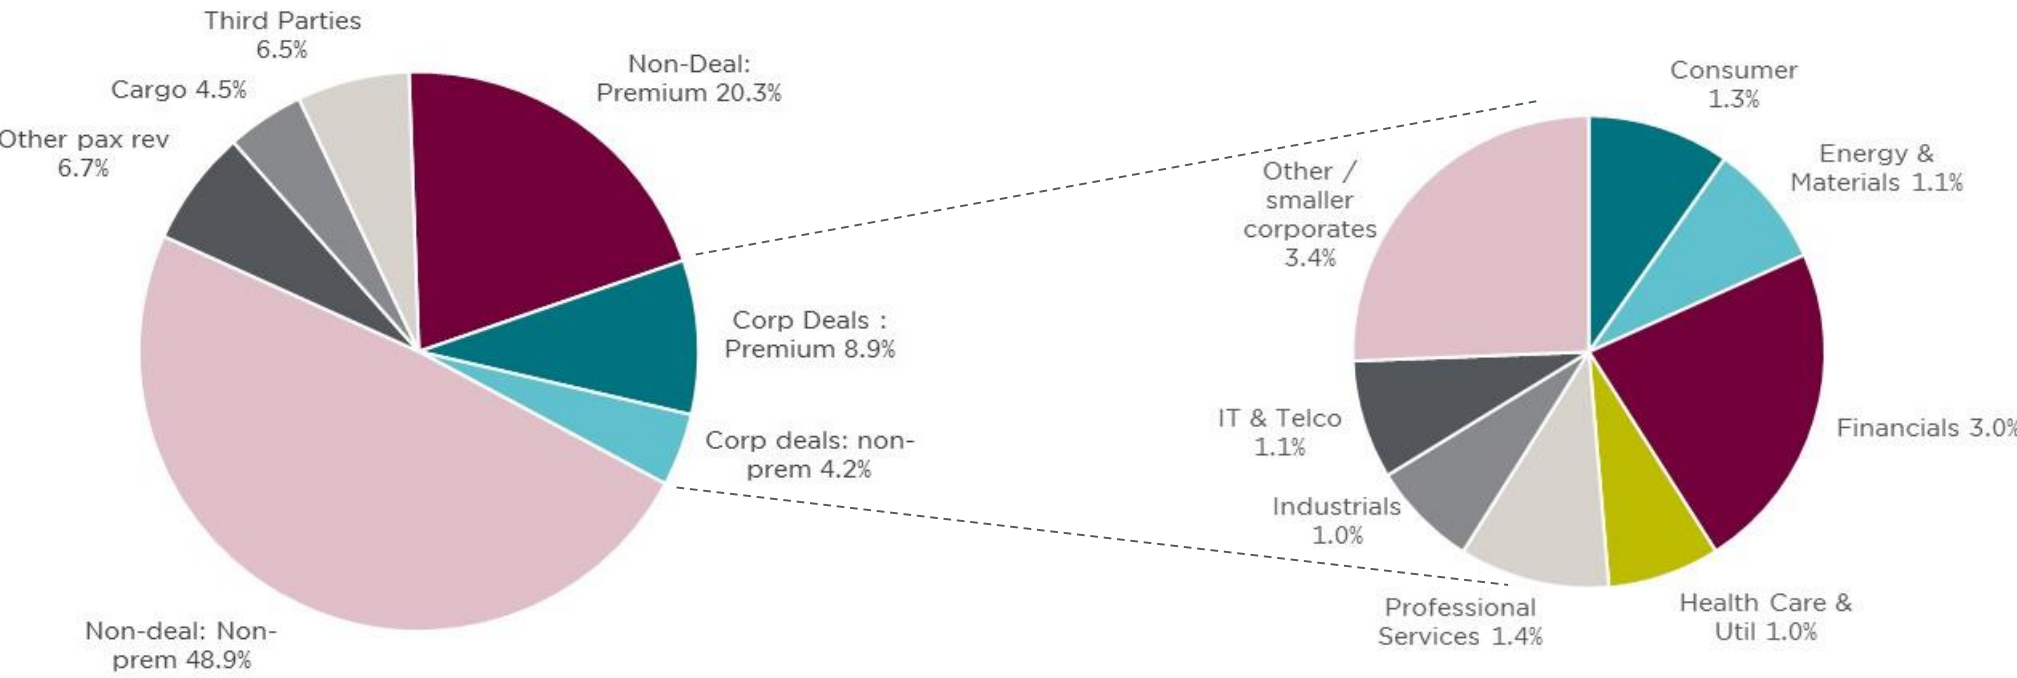 Third Parties
6.5%
Non-Deal:
Premium 20.3%
Cargo 4.5%
Other pax rev
6.7%
Corp Deals :
Premium 8.9%
Corp deals: non-
prem 4.2%
Non-deal: Non-
prem 48.9%
Consumer
1.3%
Energy &
Materials 1.1%
Other /
smaller
corporates
3.4%
Financials 3.0%
IT & Telco
1.1%
Industrials
1.0%
Professional
Services 1.4%
Health Care &
Util 1.0%